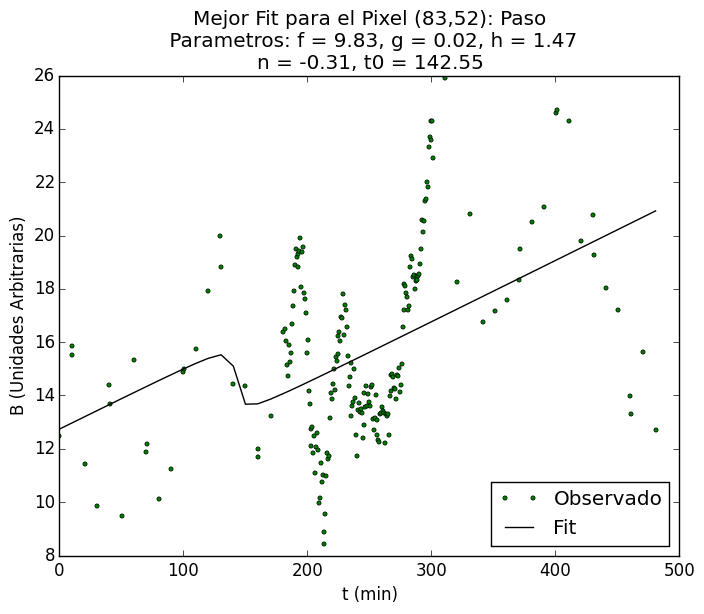 Mejor Fit para el Pixel (83,52): Paso
Parametros: f = 9.83, g = 0.02, h = 1.47
n = -0.31, t0 = 142.55
26
24
22
20
18
16
14
12
10
8
B (Unidades Arbitrarias)
Observado
Fit
0 100 200 300 400 500
t (min)